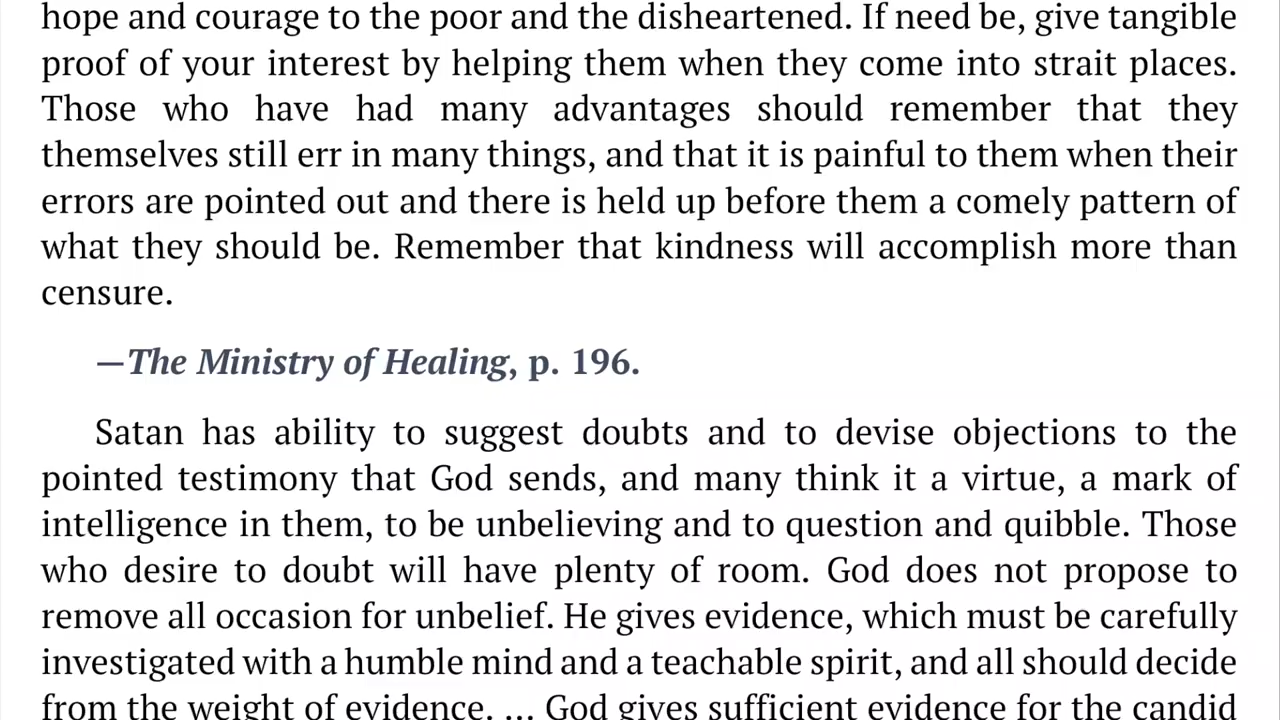 hope and courage to the poor and the disheartened. If need be, give tangible
proof of your interest by helping them when they come into strait places.
Those who have had many advantages should remember that they
themselves still err in many things, and that it is painful to them when their
errors are pointed out and there is held up before them a comely pattern of
what they should be. Remember that kindness will accomplish more than
censure.
—The Ministry of Healing, p. 196.
Satan has ability to suggest doubts and to devise objections to the
pointed testimony that God sends, and many think it a virtue, a mark of
intelligence in them, to be unbelieving and to question and quibble. Those
who desire to doubt will have plenty of room. God does not propose to
remove all occasion for unbelief. He gives evidence, which must be carefully
investigated with a humble mind and a teachable spirit, and all should decide
from the weight of evidence. ... God gives sufficient evidence for the candid